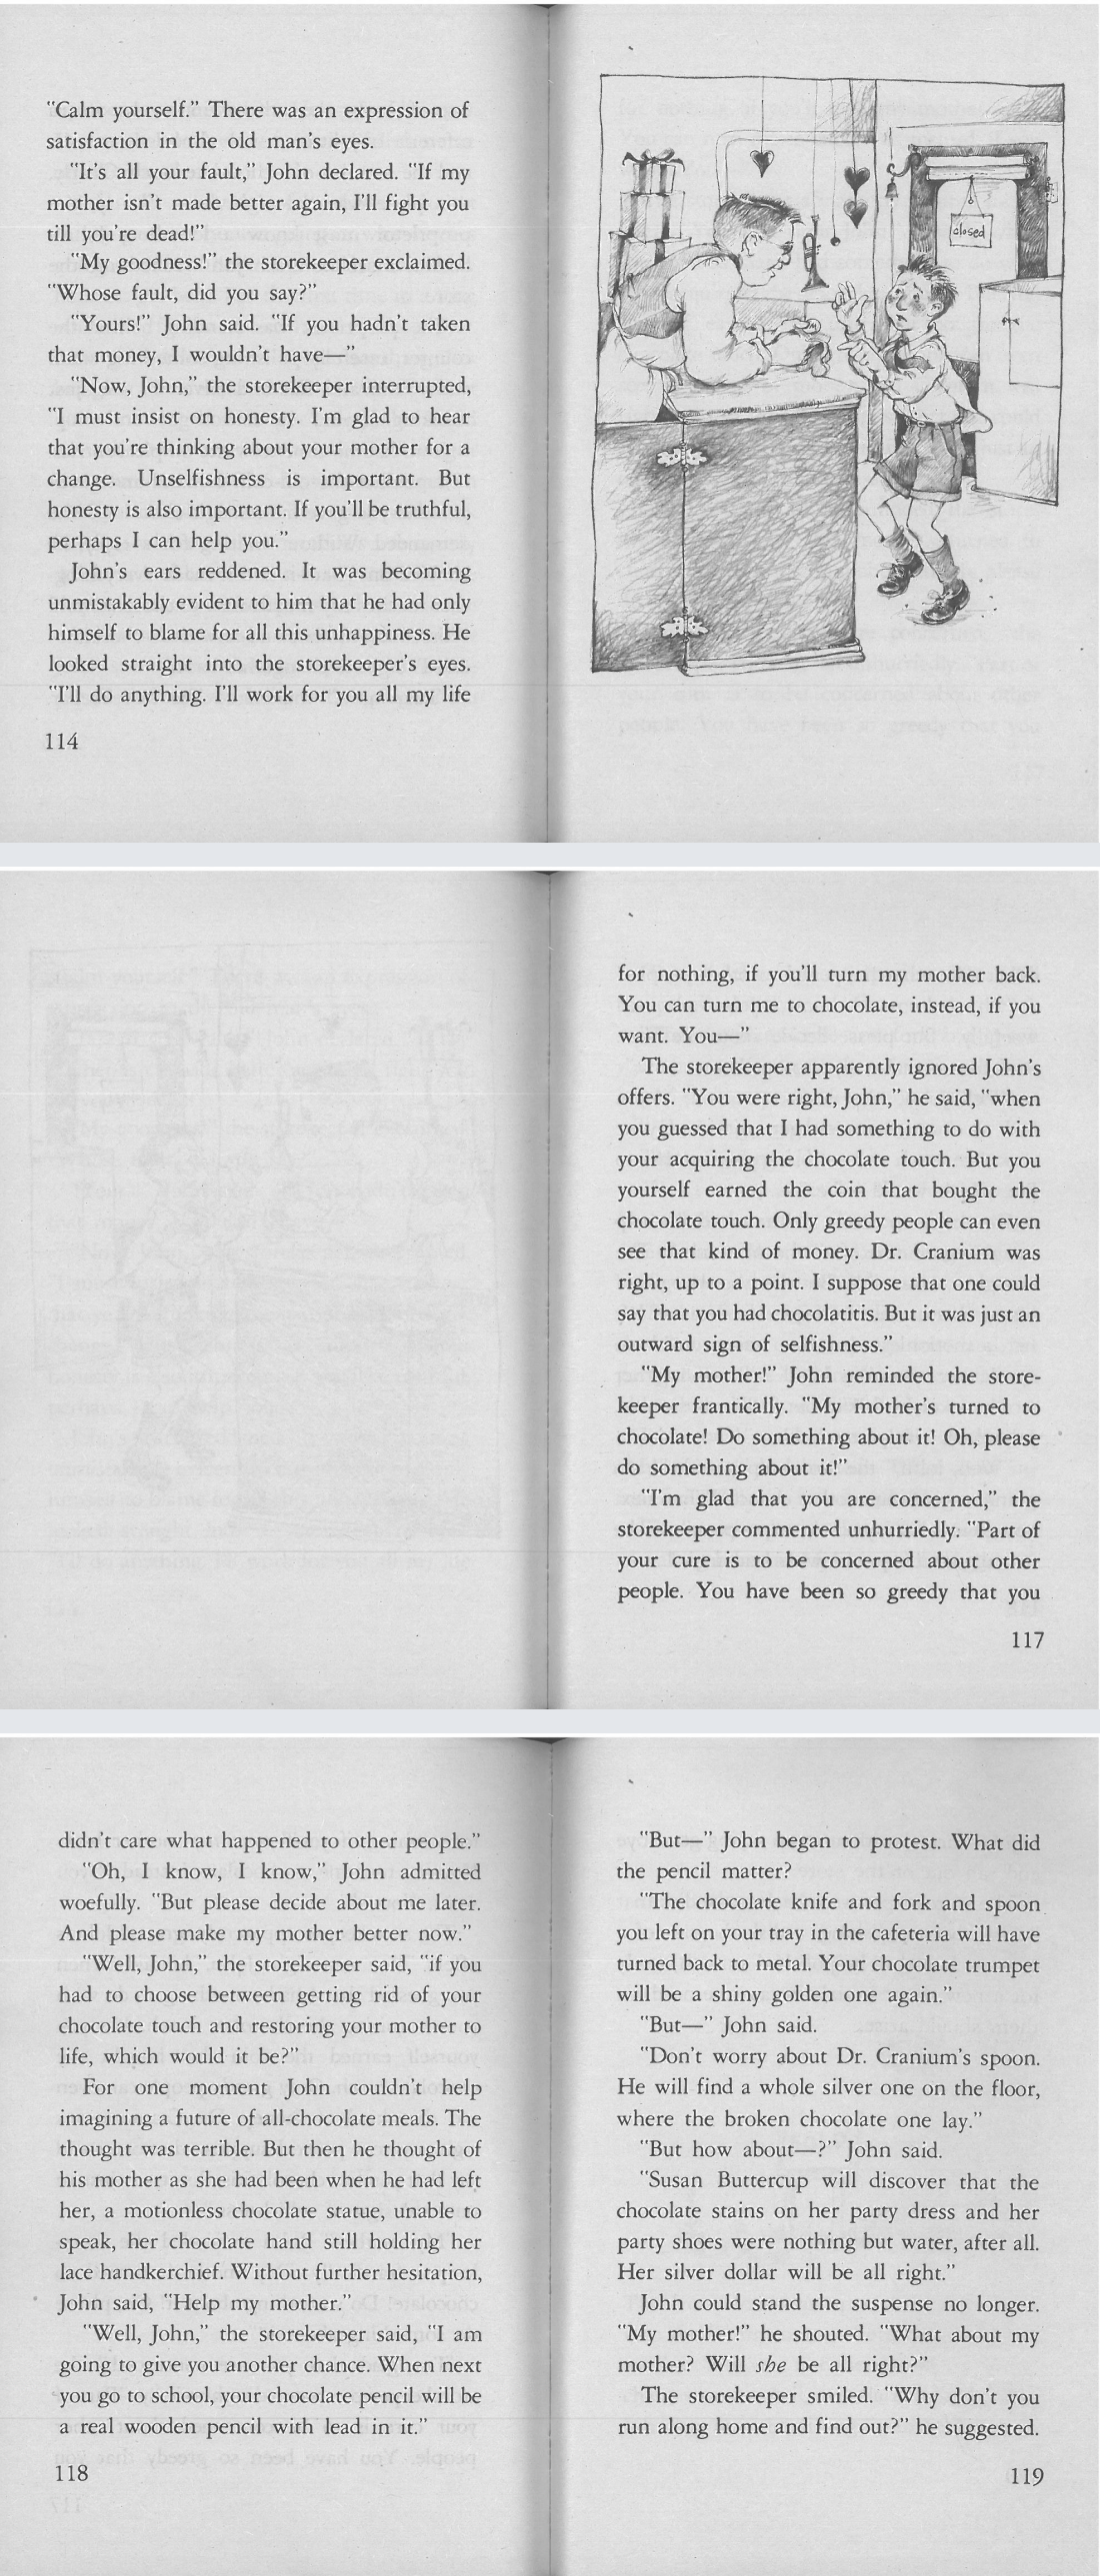 "Calm yourself." There was an expression of
satisfaction in the old man's eyes.
"It's all your fault," John declared. "If my
mother isn't made better again, I'll fight you
till you're dead!"
"My goodness!" the storekeeper exclaimed.
"Whose fault, did you say?"
"Yours!" John said. "If you hadn't taken
that money, I wouldn't have—"
"Now, John," the storekeeper interrupted,
"I must insist on honesty. I'm glad to hear
that you're thinking about your mother for a
change. Unselfishness is important. But
honesty is also important. If you'll be truthful,
perhaps I can help you."
John's ears reddened. It was becoming
unmistakably evident to him that he had only
himself to blame for all this unhappiness. He
looked straight into the storekeeper's eyes.
"I'll do anything. I'll work for you all my life
114
closed
for nothing, if you'll turn my mother back.
You can turn me to chocolate, instead, if you
want. You—"
The storekeeper apparently ignored John's
offers. "You were right, John," he said, "when
you guessed that I had something to do with
your acquiring the chocolate touch. But you
yourself earned the coin that bought the
chocolate touch. Only greedy people can even
see that kind of money. Dr. Cranium was
right, up to a point. I suppose that one could
say that you had chocolatitis. But it was just an
outward sign of selfishness."
"My mother!" John reminded the store-
keeper frantically. "My mother's turned to
chocolate! Do something about it! Oh, please
do something about it!"
"I'm glad that you are concerned," the
storekeeper commented unhurriedly. "Part of
your cure is to be concerned about other
people. You have been so greedy that you
117
didn't care what happened to other people."
"Oh, I know, I know," John admitted
woefully. "But please decide about me later.
And please make my mother better now."
"Well, John," the storekeeper said, "if you
had to choose between getting rid of your
chocolate touch and restoring your mother to
life, which would it be?"
For one moment John couldn't help
imagining a future of all-chocolate meals. The
thought was terrible. But then he thought of
his mother as she had been when he had left
her, a motionless chocolate statue, unable to
speak, her chocolate hand still holding her
lace handkerchief. Without further hesitation,
John said, "Help my mother."
"Well, John," the storekeeper said, "I am
going to give you another chance. When next
you go to school, your chocolate pencil will be
a real wooden pencil with lead in it."
118
"But—" John began to protest. What did
the pencil matter?
"The chocolate knife and fork and spoon
you left on your tray in the cafeteria will have
turned back to metal. Your chocolate trumpet
will be a shiny golden one again."
"But—" John said.
"Don't worry about Dr. Cranium's spoon.
He will find a whole silver one on the floor,
where the broken chocolate one lay."
"But how about—?" John said.
"Susan Buttercup will discover that the
chocolate stains on her party dress and her
party shoes were nothing but water, after all.
Her silver dollar will be all right."
John could stand the suspense no longer.
"My mother!" he shouted. "What about my
mother? Will she be all right?"
The storekeeper smiled. "Why don't you
run along home and find out?" he suggested.
119